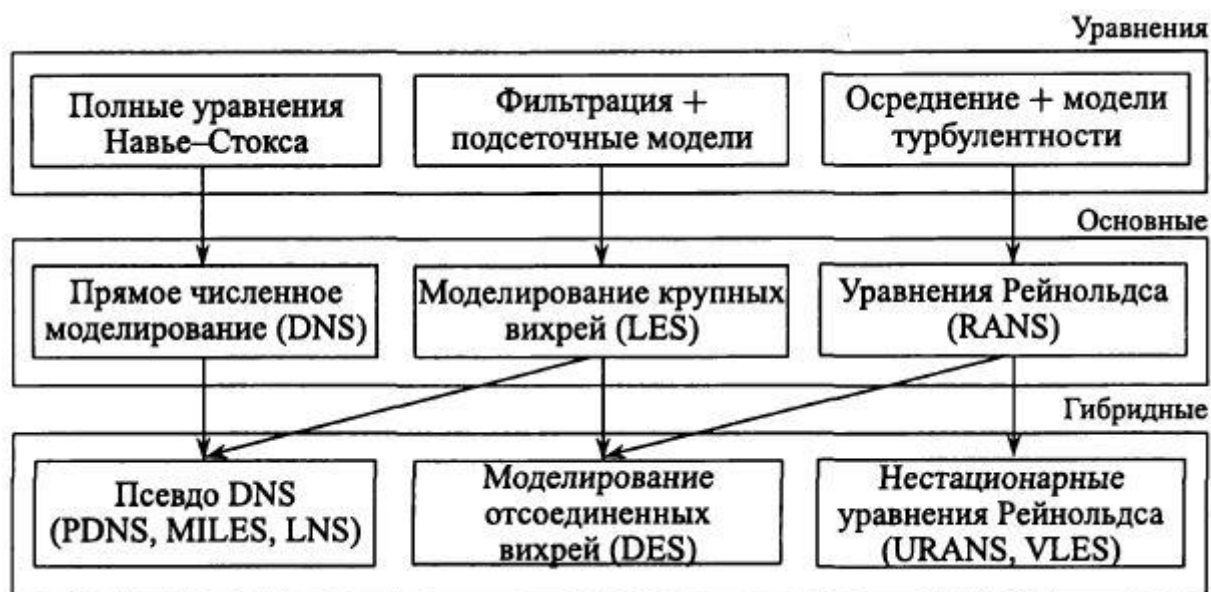 Уравнения
Полные уравнения
Навье–Стокса
Фильтрация +
подсеточные модели
Осреднение + модели
турбулентности
Основные
Прямое численное
моделирование (DNS)
Моделирование крупных
вихрей (LES)
Уравнения Рейнольдса
(RANS)
Гибридные
Псевдо DNS
(PDNS, MILES, LNS)
Моделирование
отсоединенных
вихрей (DES)
Нестационарные
уравнения Рейнольдса
(URANS, VLES)